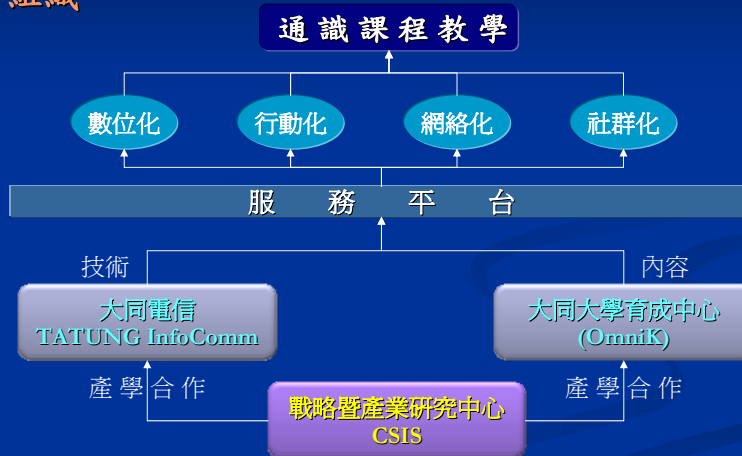 組織
通識課程教學
數位化 行動化 網絡化 社群化
服務平台
技術 內容
大同電信 大同大學育成中心
TATUNG InfoComm (OmniK)
產學合作 產學合作
戰略暨產業研究中心
CSIS